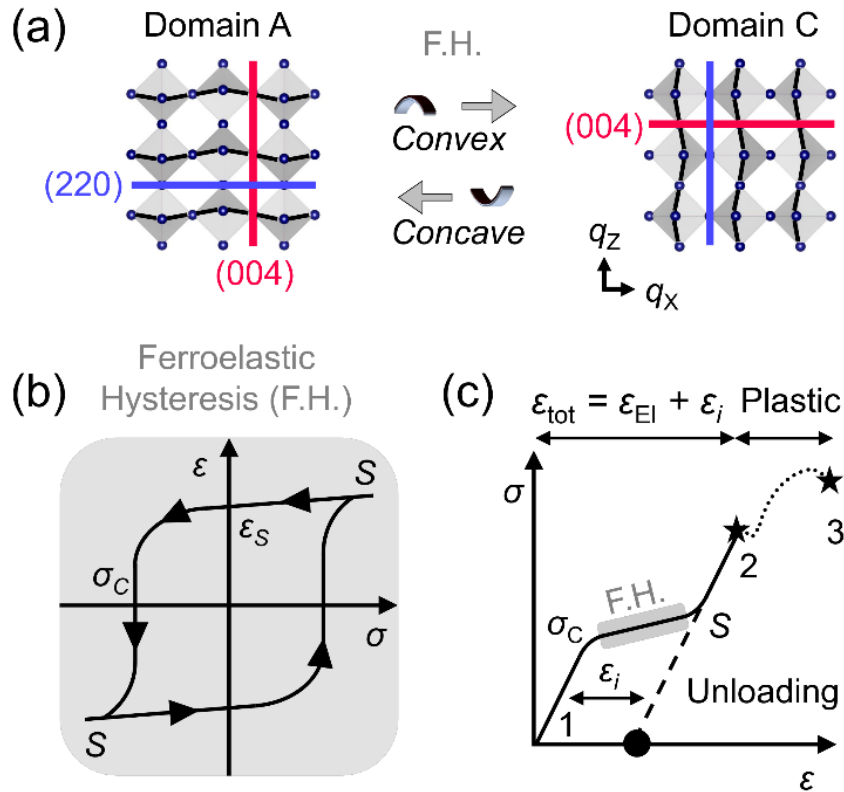 (a)
Domain A
F.H.
Domain C
Convex
(004)
(220)
Concave
(004)
qZ
qX
(b)
Ferroelastic
Hysteresis (F.H.)
ε
S
εS
σC
σ
S
(c)
εtot = εEl + εi
Plastic
σ
3
2
F.H.
σC
S
εi
1
Unloading
ε